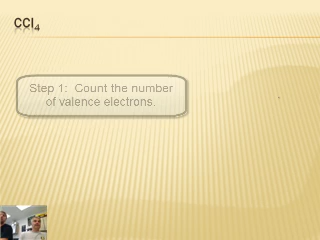 CCl₄
Step 1:  Count the number
of valence electrons.